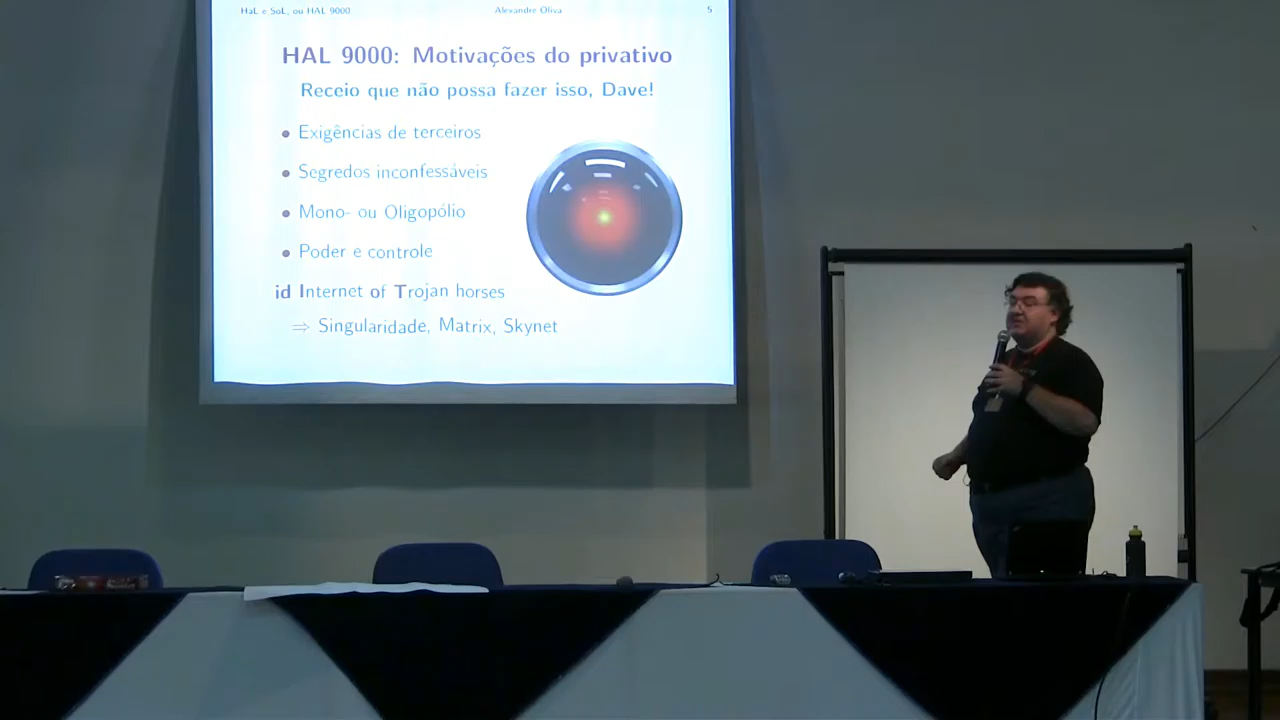 HaL e SoL, ou HAL 9000 Alexandre Oliva 5
HAL 9000: Motivações do privativo
Receio que não possa fazer isso, Dave!
• Exigências de terceiros
• Segredos inconfessáveis
• Mono- ou Oligopólio
• Poder e controle
id Internet of Trojan horses
⇒ Singularidade, Matrix, Skynet